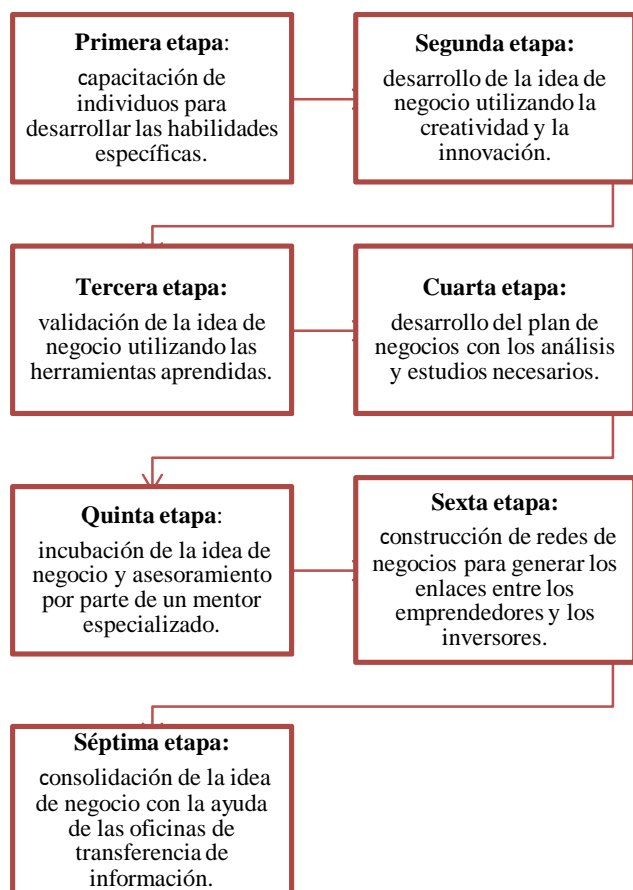 Primera etapa:
capacitación de
individuos para
desarrollar las habilidades
específicas.
Segunda etapa:
desarrollo de la idea de
negocio utilizando la
creatividad y la
innovación.
Tercera etapa:
validación de la idea de
negocio utilizando las
herramientas aprendidas.
Cuarta etapa:
desarrollo del plan de
negocios con los análisis
y estudios necesarios.
Quinta etapa:
incubación de la idea de
negocio y asesoramiento
por parte de un mentor
especializado.
Sexta etapa:
construcción de redes de
negocios para generar los
enlaces entre los
emprendedores y los
inversores.
Séptima etapa:
consolidación de la idea
de negocio con la ayuda
de las oficinas de
transferencia de
información.